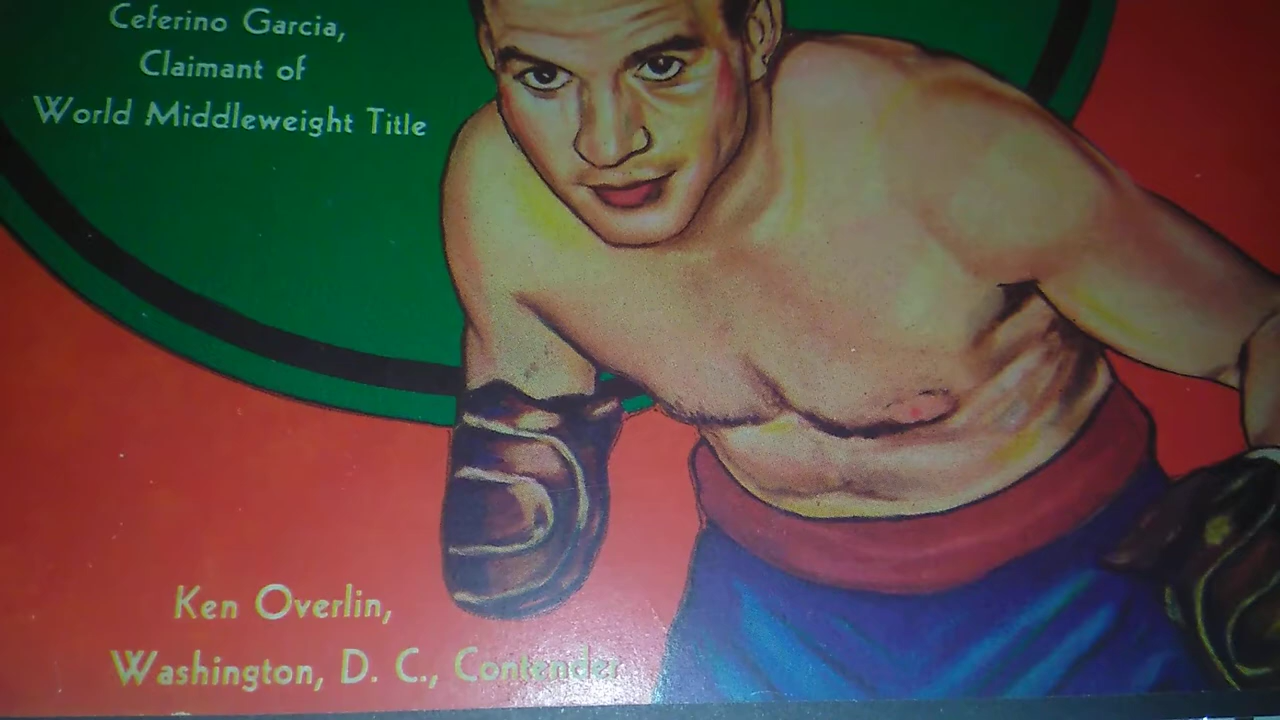 Ceferino Garcia,
Claimant of
World Middleweight Title
Ken Overlin,
Washington, D. C., Contender